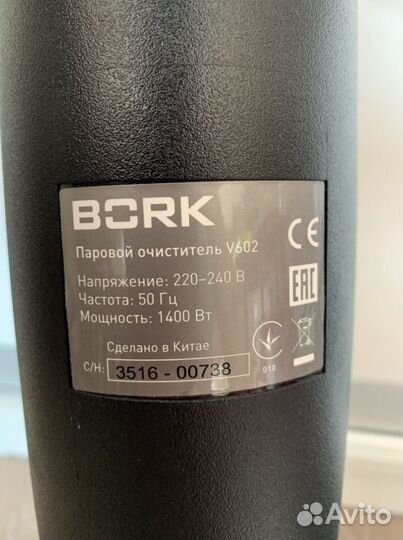 BORK
Паровой очиститель V602
Напряжение: 220–240 В
Частота: 50 Гц
Мощность: 1400 Вт
Сделано в Китае
С/Н: 3516 - 00738
CE
EAC
010
Avito